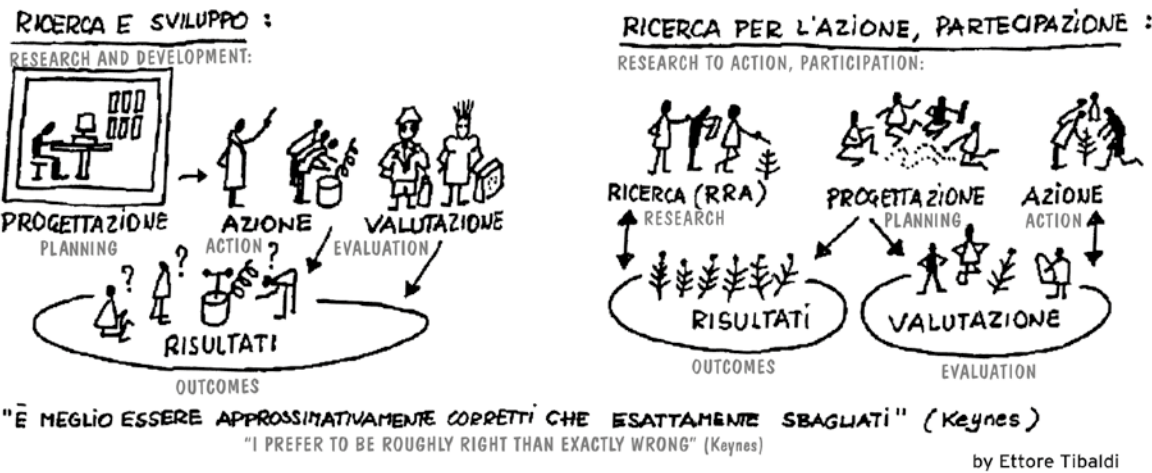 RICERCA E SVILUPPO :
RESEARCH AND DEVELOPMENT:
PROGETTAZIONE
PLANNING
AZIONE
ACTION
VALUTAZIONE
EVALUATION
? ? ?
RISULTATI
OUTCOMES
RICERCA PER L'AZIONE, PARTECIPAZIONE :
RESEARCH TO ACTION, PARTICIPATION:
RICERCA (RRA)
RESEARCH
PROGETTAZIONE
PLANNING
AZIONE
ACTION
RISULTATI
OUTCOMES
VALUTAZIONE
EVALUATION
"È MEGLIO ESSERE APPROSSIMATIVAMENTE CORRETTI CHE ESATTAMENTE SBAGLIATI" (Keynes)
"I PREFER TO BE ROUGHLY RIGHT THAN EXACTLY WRONG" (Keynes)
by Ettore Tibaldi